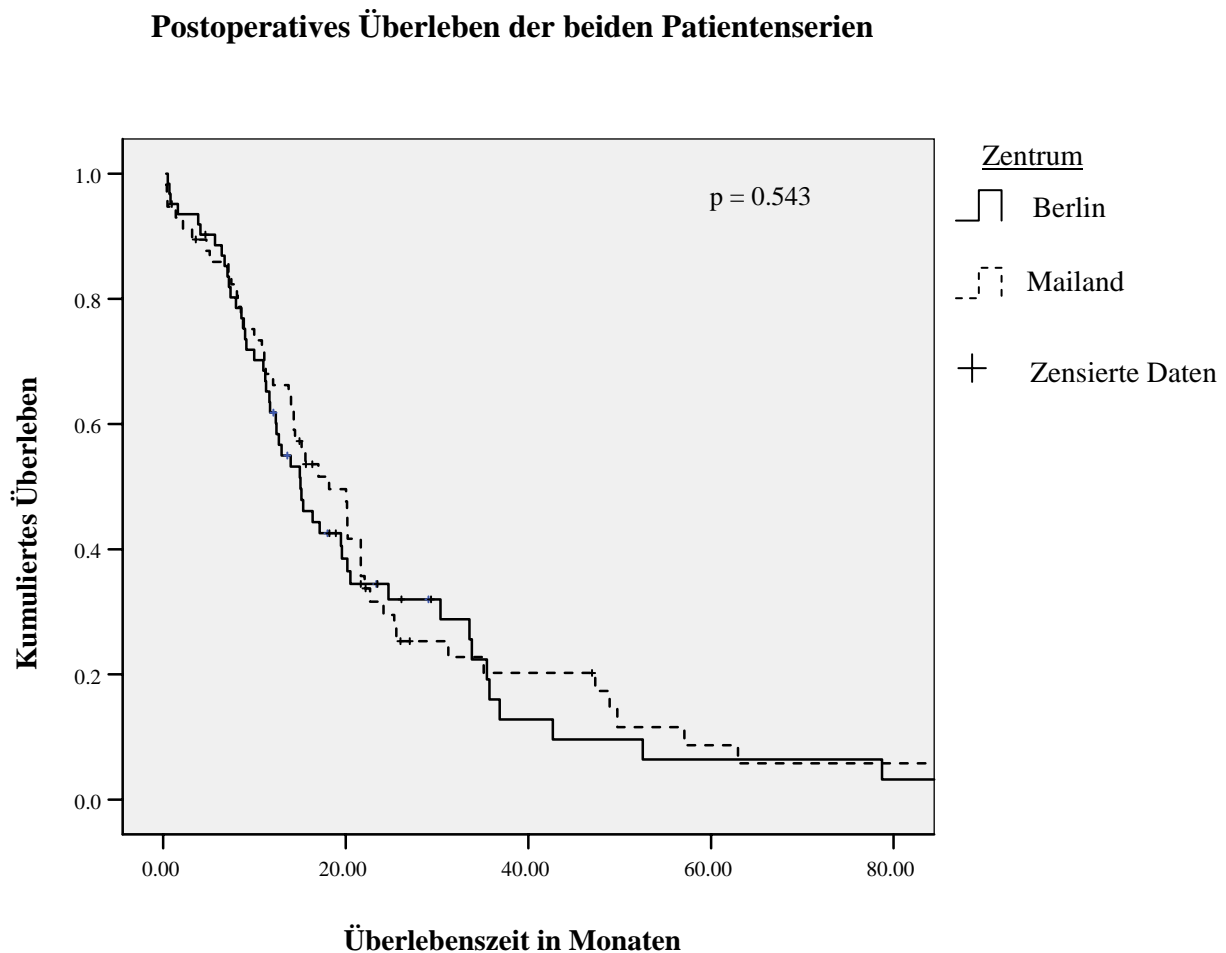 Postoperatives Überleben der beiden Patientenserien
Zentrum
Berlin
Mailand
Zensierte Daten
p = 0.543
Kumuliertes Überleben
1.0
0.8
0.6
0.4
0.2
0.0
0.00 20.00 40.00 60.00 80.00
Überlebenszeit in Monaten